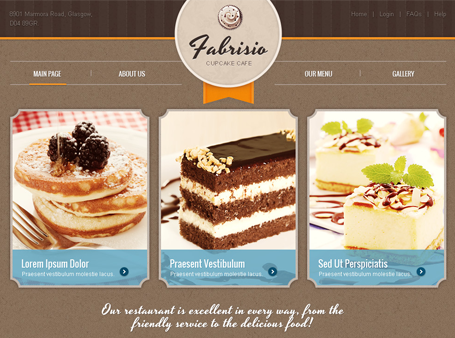 8901 Marmora Road, Glasgow,
D04 89GR
Home | Login | FAQs | Help
Fabrisio
CUPCAKE CAFE
MAIN PAGE
ABOUT US
OUR MENU
GALLERY
Lorem Ipsum Dolor
Praesent vestibulum molestie lacus.
Praesent Vestibulum
Praesent vestibulum molestie lacus.
Sed Ut Perspiciatis
Praesent vestibulum molestie lacus.
Our restaurant is excellent in every way, from the
friendly service to the delicious food!